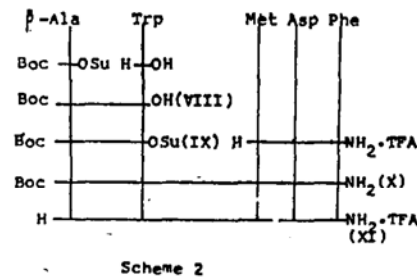 β-Ala Trp Met Asp Phe
Boc OSu H OH
Boc OH(VIII)
Boc OSu(IX) H NH2·TFA
Boc NH2(X)
H NH2·TFA
(XI)
Scheme 2